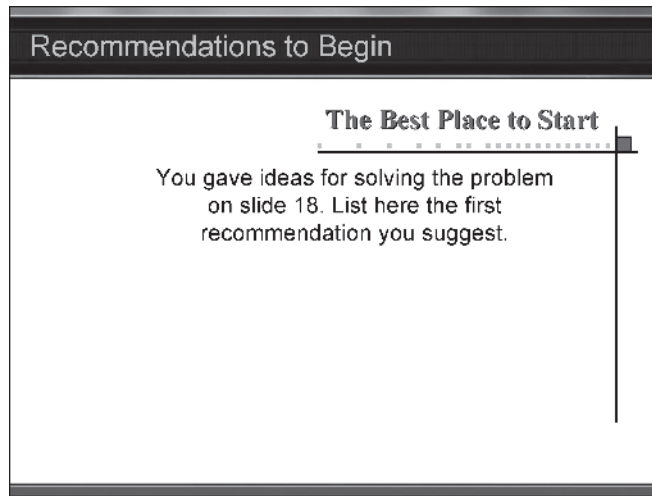 Recommendations to Begin
The Best Place to Start
You gave ideas for solving the problem
on slide 18. List here the first
recommendation you suggest.